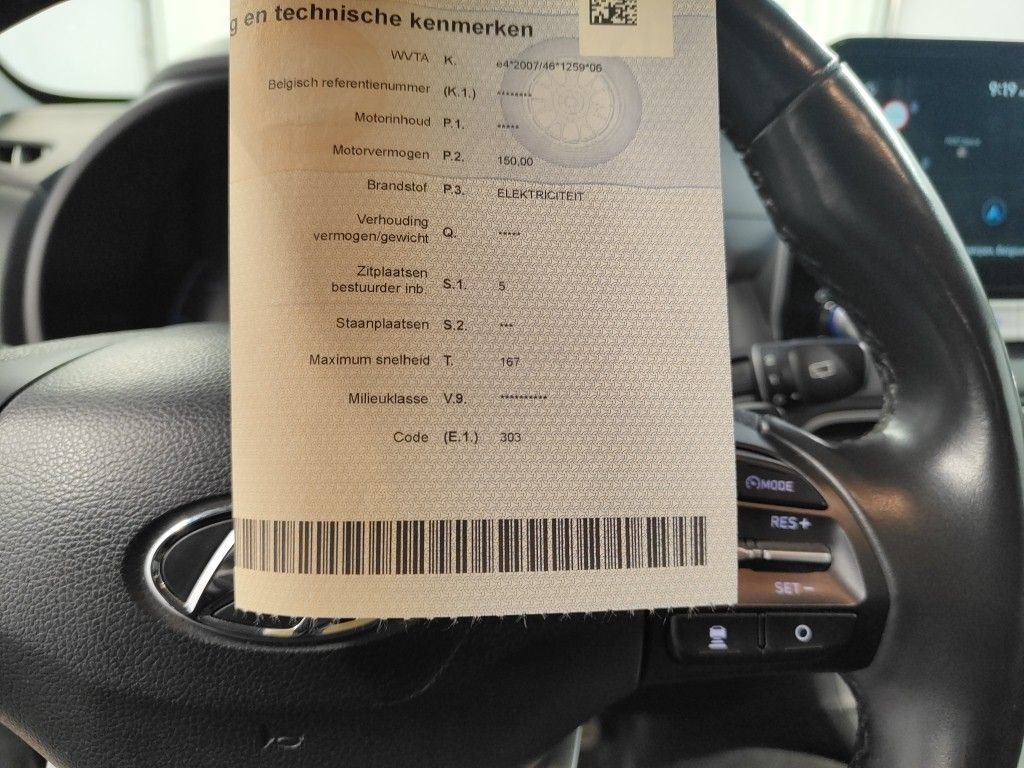 g en technische kenmerken
WVTA K. e4*2007/46*1259*06
Belgisch referentienummer (K.1.) ********
Motorinhoud P.1. *****
Motorvermogen P.2. 150,00
Brandstof P.3. ELEKTRICITEIT
Verhouding
vermogen/gewicht Q. *****
Zitplaatsen
bestuurder inb. S.1. 5
Staanplaatsen S.2. ***
Maximum snelheid T. 167
Milieuklasse V.9. **********
Code (E.1.) 303
9:19
MODE
RES+
SET-